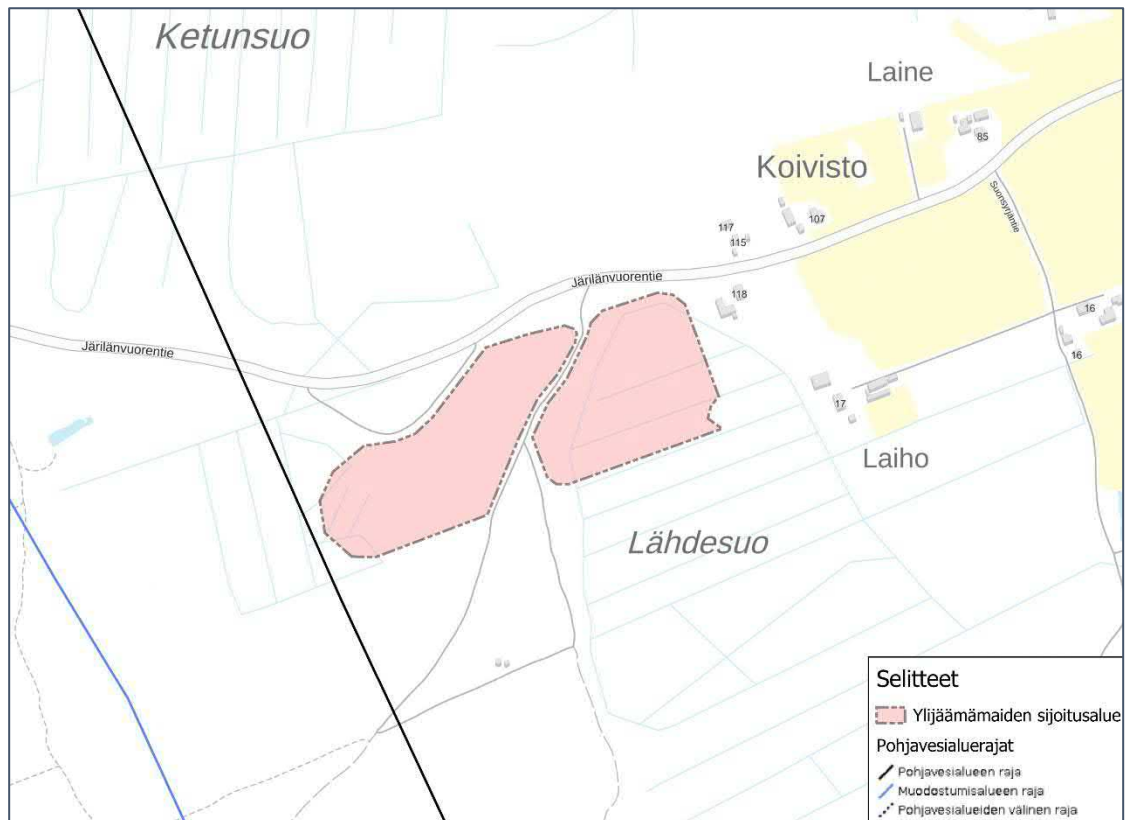 Ketunsuo
Laine
85
Koivisto
107
Suonsyrjäntie
117
115
Järilänvuorentie
118
16
Järilänvuorentie
16
17
Laiho
Lähdesuo
Selitteet
Ylijäämämaiden sijoitusalue
Pohjavesialuerajat
Pohjavesialueen raja
Muodostumisalueen raja
Pohjavesialueiden välinen raja